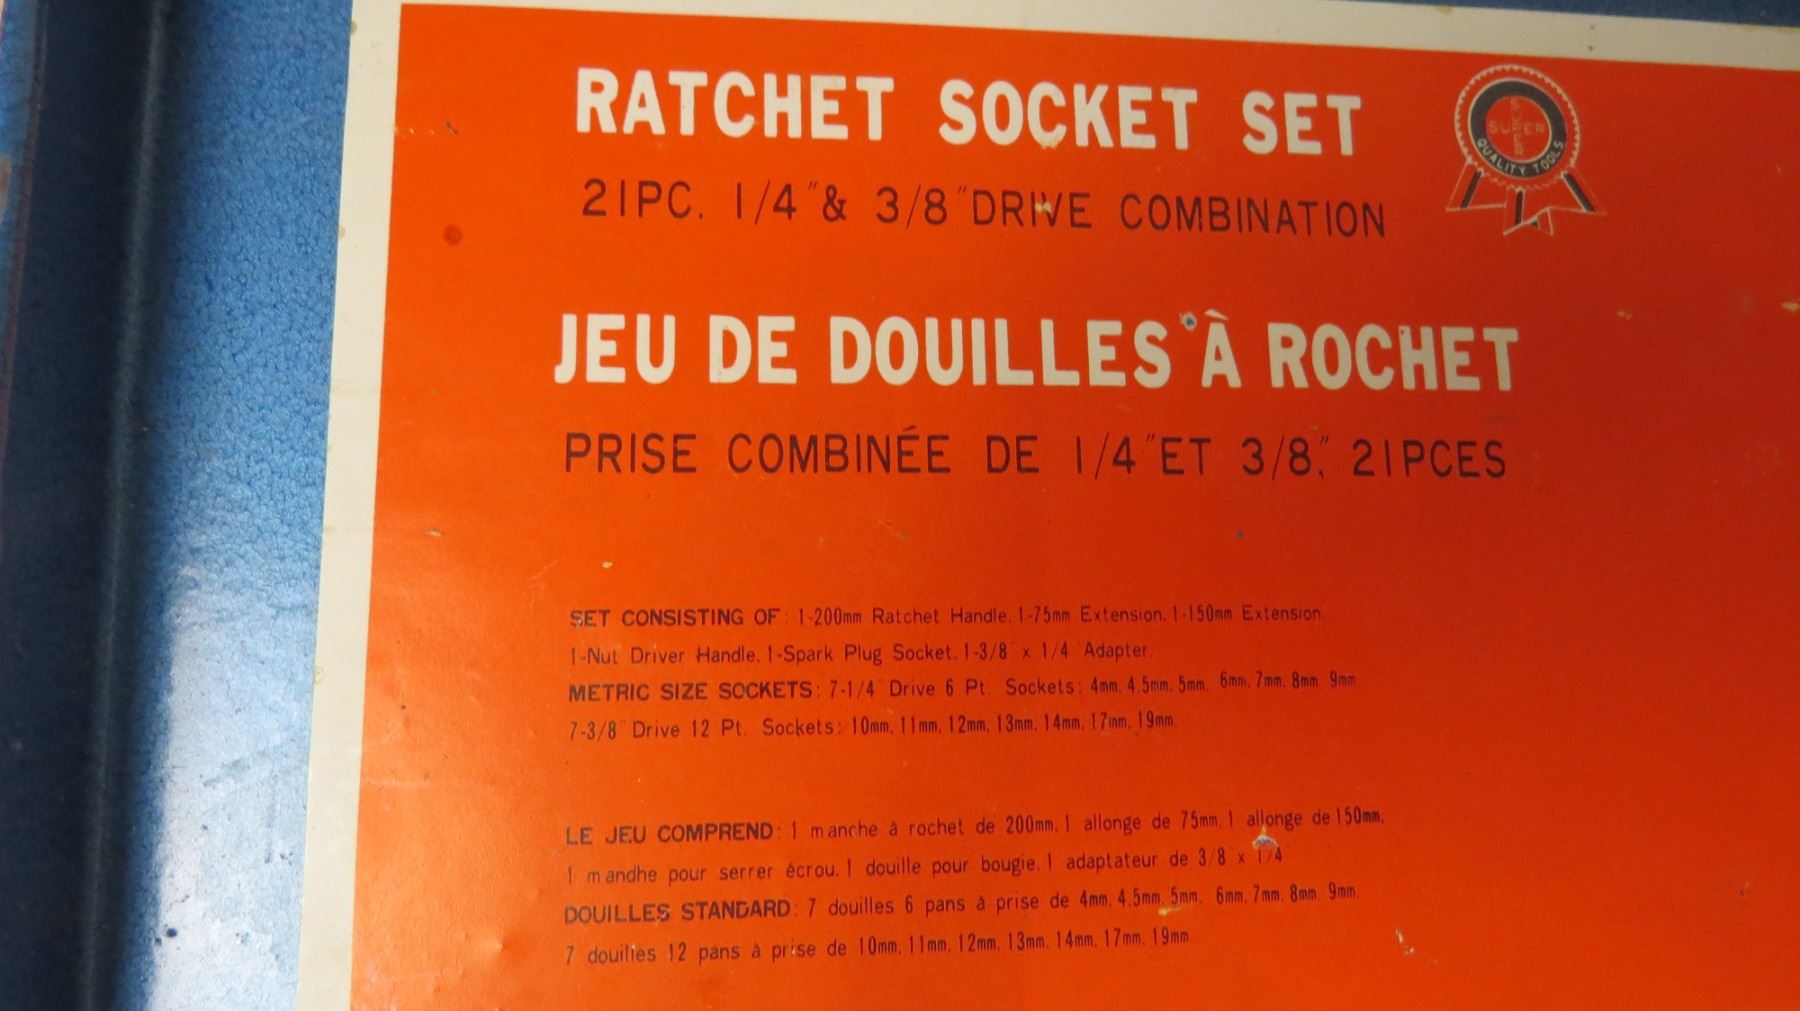 RATCHET SOCKET SET
SUPER
QUALITY TOOLS
21PC. 1/4"& 3/8"DRIVE COMBINATION
JEU DE DOUILLES À ROCHET
PRISE COMBINÉE DE 1/4"ET 3/8", 21PCES
SET CONSISTING OF: 1-200mm Ratchet Handle. 1-75mm Extension. 1-150mm Extension.
1-Nut Driver Handle. 1-Spark Plug Socket. 1-3/8" x 1/4" Adapter.
METRIC SIZE SOCKETS: 7-1/4" Drive 6 Pt. Sockets: 4mm. 4.5mm. 5mm. 6mm. 7mm. 8mm 9mm
7-3/8" Drive 12 Pt. Sockets: 10mm. 11mm. 12mm. 13mm. 14mm. 17mm. 19mm.
LE JEU COMPREND: 1 manche à rochet de 200mm. 1 allonge de 75mm. 1 allonge de 150mm.
1 mandhe pour serrer écrou. 1 douille pour bougie. 1 adaptateur de 3/8" x 1/4"
DOUILLES STANDARD: 7 douilles 6 pans à prise de 4mm. 4.5mm. 5mm. 6mm. 7mm. 8mm 9mm.
7 douilles 12 pans à prise de 10mm. 11mm. 12mm. 13mm. 14mm. 17mm. 19mm.